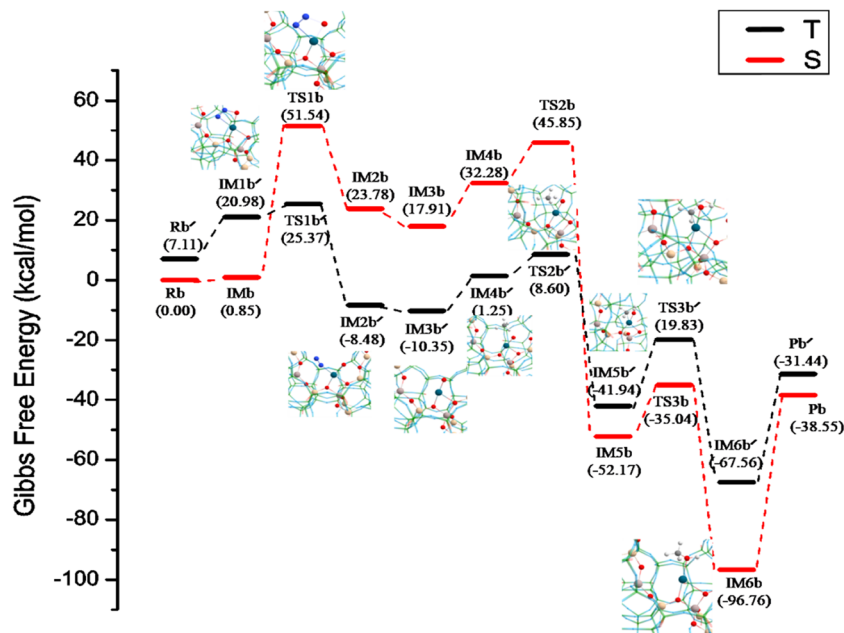 T
S
Gibbs Free Energy (kcal/mol)
60
40
20
0
-20
-40
-60
-80
-100
Rb´
(7.11)
Rb
(0.00)
IM1b´
(20.98)
IMb
(0.85)
TS1b
(51.54)
TS1b´
(25.37)
IM2b
(23.78)
IM2b´
(-8.48)
IM3b
(17.91)
IM3b´
(-10.35)
IM4b
(32.28)
IM4b´
(1.25)
TS2b
(45.85)
TS2b´
(8.60)
IM5b´
(-41.94)
IM5b
(-52.17)
TS3b´
(19.83)
TS3b
(-35.04)
IM6b´
(-67.56)
IM6b
(-96.76)
Pb´
(-31.44)
Pb
(-38.55)